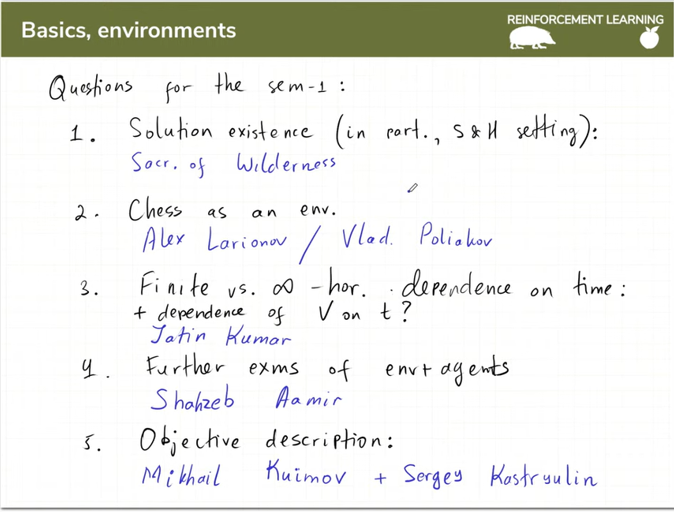 Basics, environments
REINFORCEMENT LEARNING
Questions for the sem-1:
1. Solution existence (in part., S&H setting):
Socr. of Wilderness
2. Chess as an env.
Alex Larionov / Vlad. Poliakov
3. Finite vs. ∞-hor. · dependence on time:
+ dependence of V on t?
Jatin Kumar
4. Further exms of env+agents
Shahzeb Aamir
5. Objective description:
Mikhail Kuimov + Sergey Kastryulin